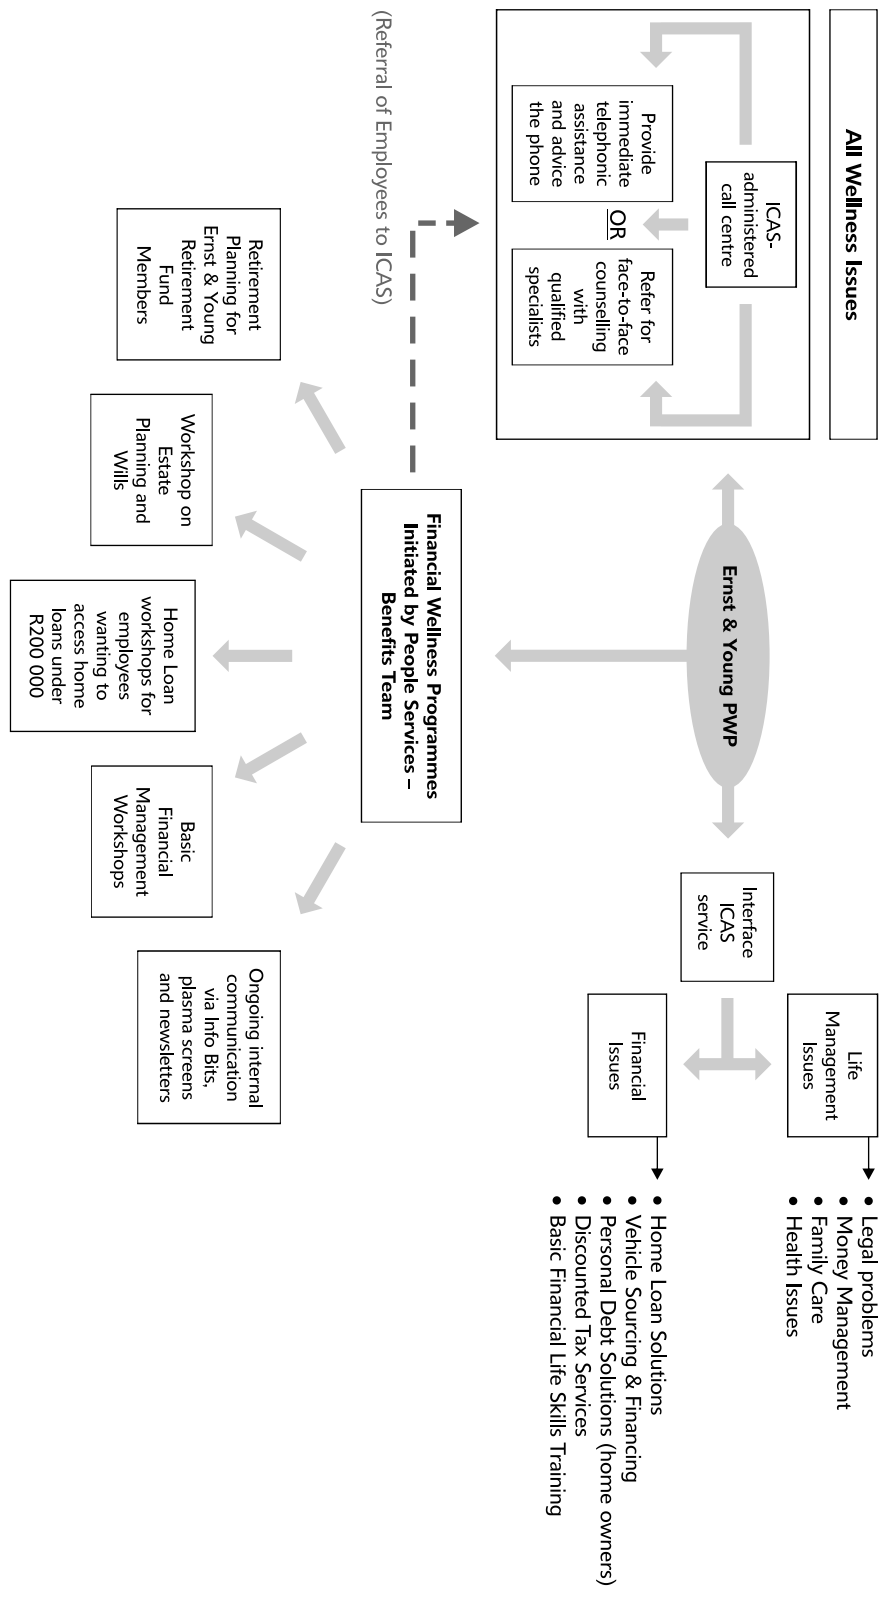 All Wellness Issues
ICAS-
administered
call centre
Provide
immediate
telephonic
assistance
and advice
the phone
OR
Refer for
face-to-face
counselling
with
qualified
specialists
(Referral of Employees to ICAS)
Ernst & Young PWP
Interface
ICAS
service
Life
Management
Issues
• Legal problems
• Money Management
• Family Care
• Health Issues
Financial
Issues
• Home Loan Solutions
• Vehicle Sourcing & Financing
• Personal Debt Solutions (home owners)
• Discounted Tax Services
• Basic Financial Life Skills Training
Financial Wellness Programmes
Initiated by People Services –
Benefits Team
Retirement
Planning for
Ernst & Young
Retirement
Fund
Members
Workshop on
Estate
Planning and
Wills
Home Loan
workshops for
employees
wanting to
access home
loans under
R200 000
Basic
Financial
Management
Workshops
Ongoing internal
communication
via Info Bits,
plasma screens
and newsletters